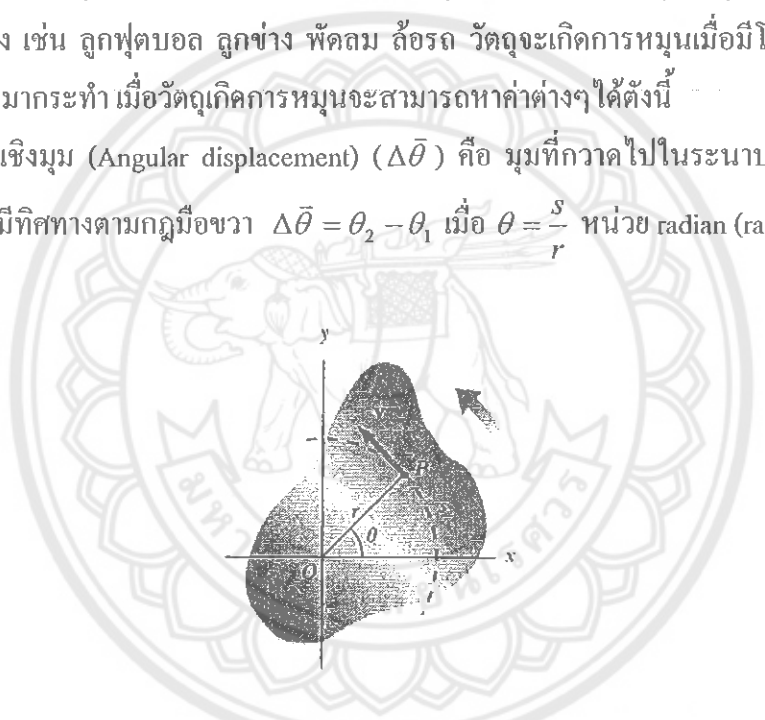 ง เช่น ลูกฟุตบอล ลูกข่าง พัดลม ล้อรถ วัตถุจะเกิดการหมุนเมื่อมีโ
มากระทำ เมื่อวัตถุเกิดการหมุนจะสามารถหาค่าต่างๆ ได้ดังนี้
นเชิงมุม (Angular displacement) (Δθ̄) คือ มุมที่กวาดไปในระนาบ
มีทิศทางตามกฎมือขวา Δθ̄ = θ₂ − θ₁ เมื่อ θ = s/r หน่วย radian (ra
y
v
P
r
θ
x
O